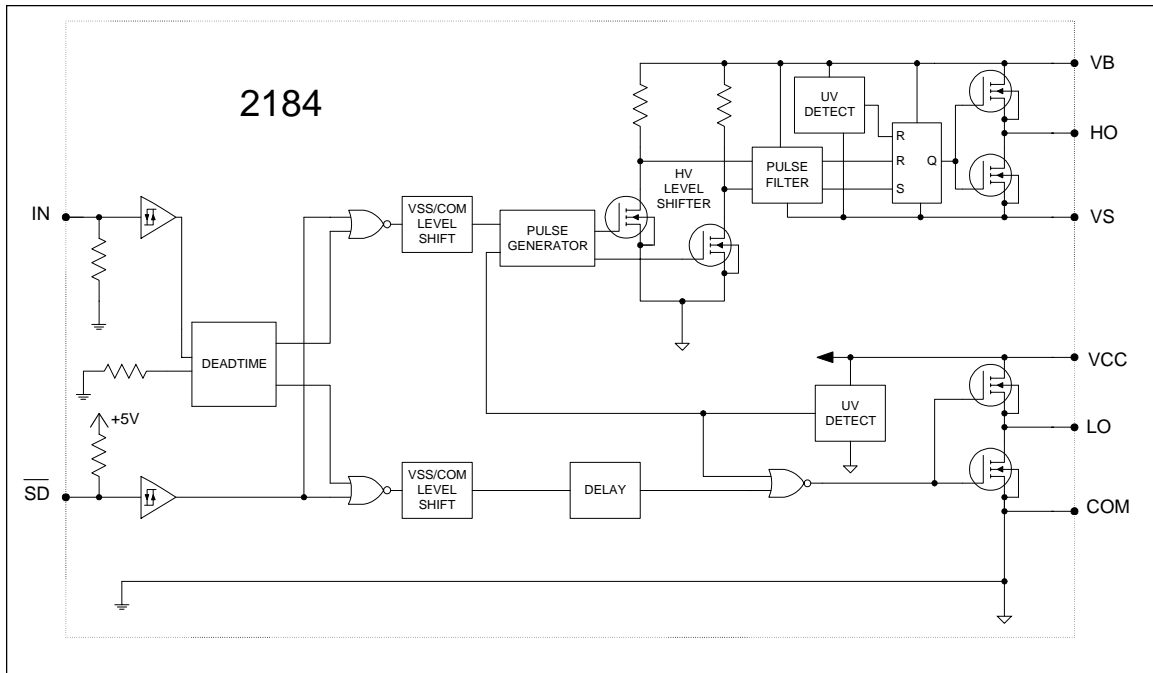 2184
VB
UV
DETECT
HO
R
R
Q
S
PULSE
FILTER
HV
LEVEL
SHIFTER
VS
IN
VSS/COM
LEVEL
SHIFT
PULSE
GENERATOR
DEADTIME
VCC
UV
DETECT
+5V
LO
SD
VSS/COM
LEVEL
SHIFT
DELAY
COM